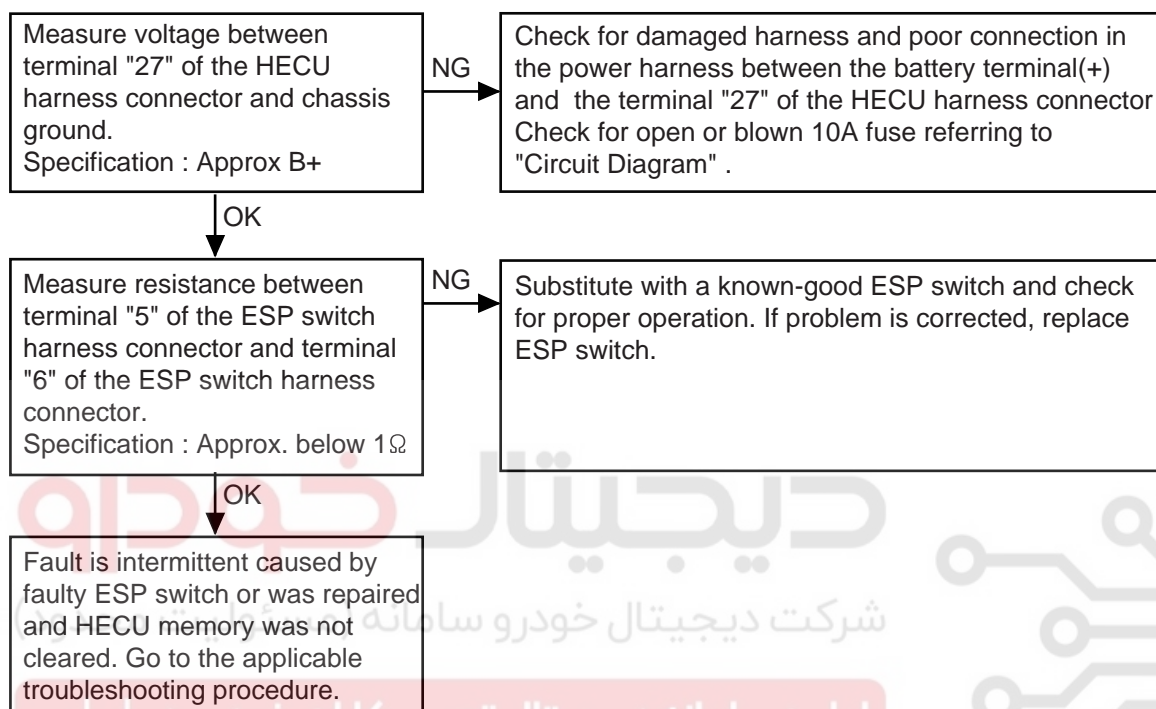 Measure voltage between
terminal "27" of the HECU
harness connector and chassis
ground.
Specification : Approx B+
NG
Check for damaged harness and poor connection in
the power harness between the battery terminal(+)
and the terminal "27" of the HECU harness connector
Check for open or blown 10A fuse referring to
"Circuit Diagram" .
OK
Measure resistance between
terminal "5" of the ESP switch
harness connector and terminal
"6" of the ESP switch harness
connector.
Specification : Approx. below 1Ω
NG
Substitute with a known-good ESP switch and check
for proper operation. If problem is corrected, replace
ESP switch.
OK
Fault is intermittent caused by
faulty ESP switch or was repaired
and HECU memory was not
cleared. Go to the applicable
troubleshooting procedure.
دیجیتال خودرو
شرکت دیجیتال خودرو سامانه